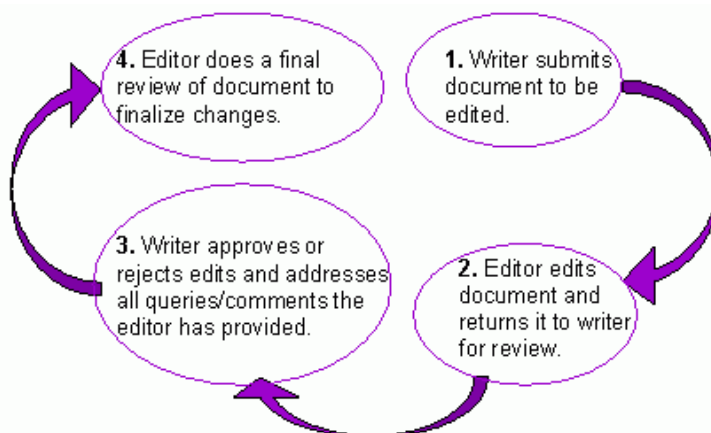 1. Writer submits
document to be
edited.
2. Editor edits
document and
returns it to writer
for review.
3. Writer approves or
rejects edits and addresses
all queries/comments the
editor has provided.
4. Editor does a final
review of document to
finalize changes.